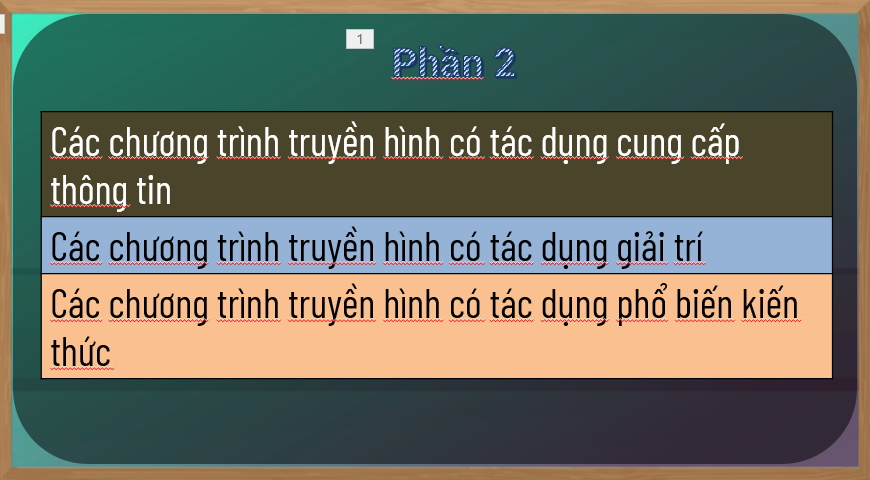 1
Phần 2
Các chương trình truyền hình có tác dụng cung cấp
thông tin
Các chương trình truyền hình có tác dụng giải trí
Các chương trình truyền hình có tác dụng phổ biến kiến
thức